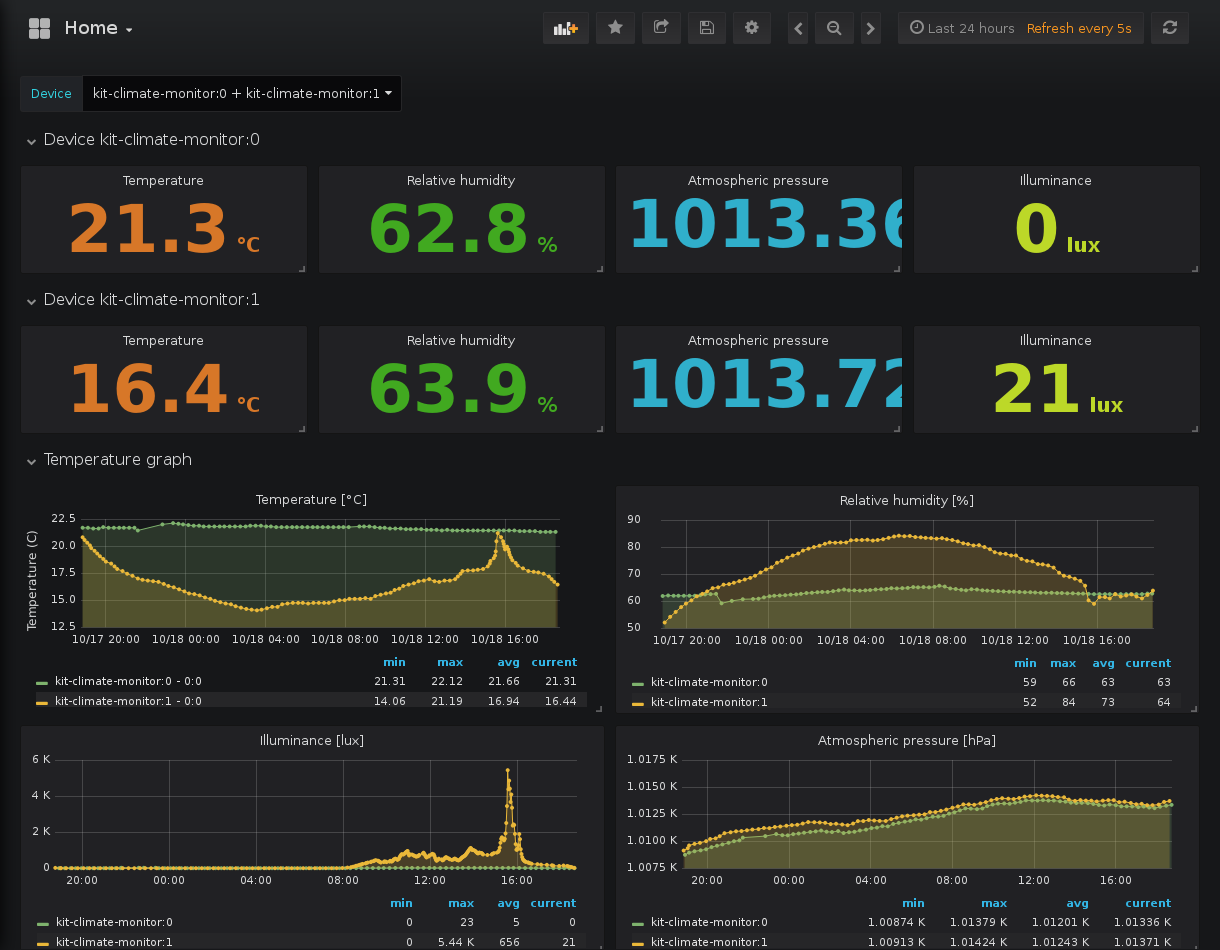 Home
Last 24 hours Refresh every 5s
Device kit-climate-monitor:0 + kit-climate-monitor:1
Device kit-climate-monitor:0
Temperature Relative humidity Atmospheric pressure Illuminance
21.3 °C 62.8 % 1013.36 0 lux
Device kit-climate-monitor:1
Temperature Relative humidity Atmospheric pressure Illuminance
16.4 °C 63.9 % 1013.72 21 lux
Temperature graph
Temperature [°C]
Temperature (C)
22.5
20.0
17.5
15.0
12.5
10/17 20:00 10/18 00:00 10/18 04:00 10/18 08:00 10/18 12:00 10/18 16:00
min max avg current
kit-climate-monitor:0 - 0:0 21.31 22.12 21.66 21.31
kit-climate-monitor:1 - 0:0 14.06 21.19 16.94 16.44
Relative humidity [%]
90
80
70
60
50
10/17 20:00 10/18 00:00 10/18 04:00 10/18 08:00 10/18 12:00 10/18 16:00
min max avg current
kit-climate-monitor:0 59 66 63 63
kit-climate-monitor:1 52 84 73 64
Illuminance [lux]
6 K
4 K
2 K
0
20:00 00:00 04:00 08:00 12:00 16:00
min max avg current
kit-climate-monitor:0 0 23 5 0
kit-climate-monitor:1 0 5.44 K 656 21
Atmospheric pressure [hPa]
1.0175 K
1.0150 K
1.0125 K
1.0100 K
1.0075 K
20:00 00:00 04:00 08:00 12:00 16:00
min max avg current
kit-climate-monitor:0 1.00874 K 1.01379 K 1.01201 K 1.01336 K
kit-climate-monitor:1 1.00913 K 1.01424 K 1.01243 K 1.01371 K